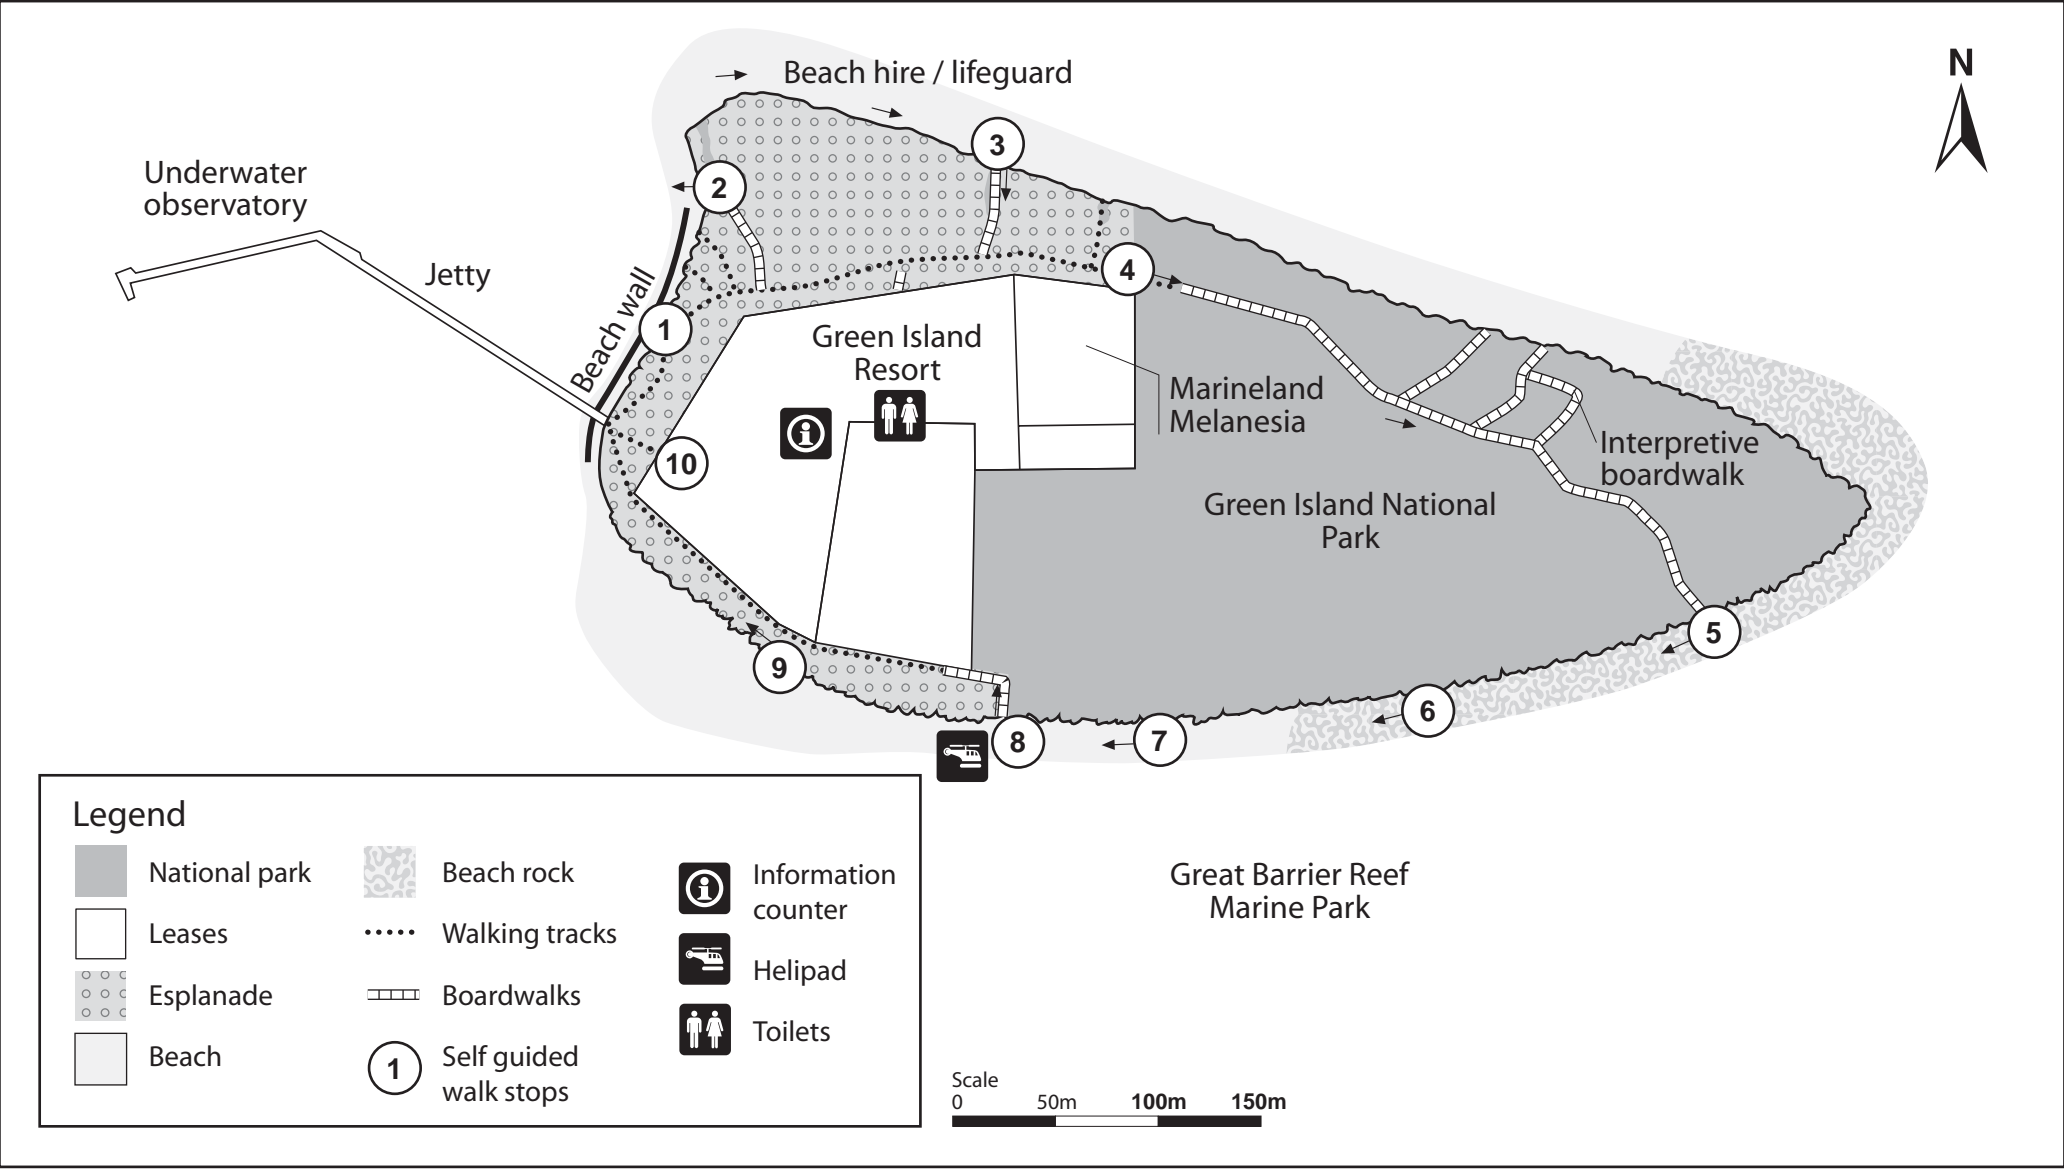 N
Beach hire / lifeguard
3
Underwater
observatory
2
Jetty
4
Beach wall
1
Green Island
Resort
Marineland
Melanesia
Interpretive
boardwalk
10
Green Island National
Park
5
9
6
8
7
Legend
National park
Leases
Esplanade
Beach
Beach rock
Walking tracks
Boardwalks
1
Self guided
walk stops
Information
counter
Helipad
Toilets
Great Barrier Reef
Marine Park
Scale
0 50m 100m 150m